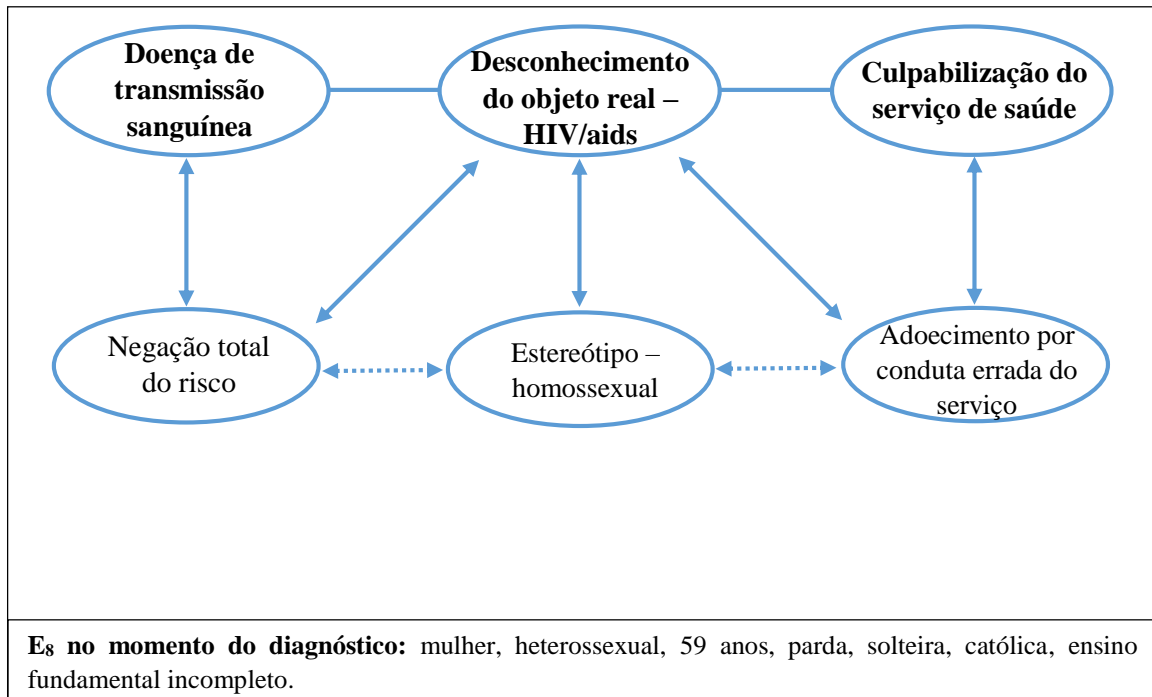 Doença de
transmissão
sanguínea
Desconhecimento
do objeto real –
HIV/aids
Culpabilização do
serviço de saúde
Negação total
do risco
Estereótipo –
homossexual
Adoecimento por
conduta errada do
serviço
E₈ no momento do diagnóstico: mulher, heterossexual, 59 anos, parda, solteira, católica, ensino
fundamental incompleto.